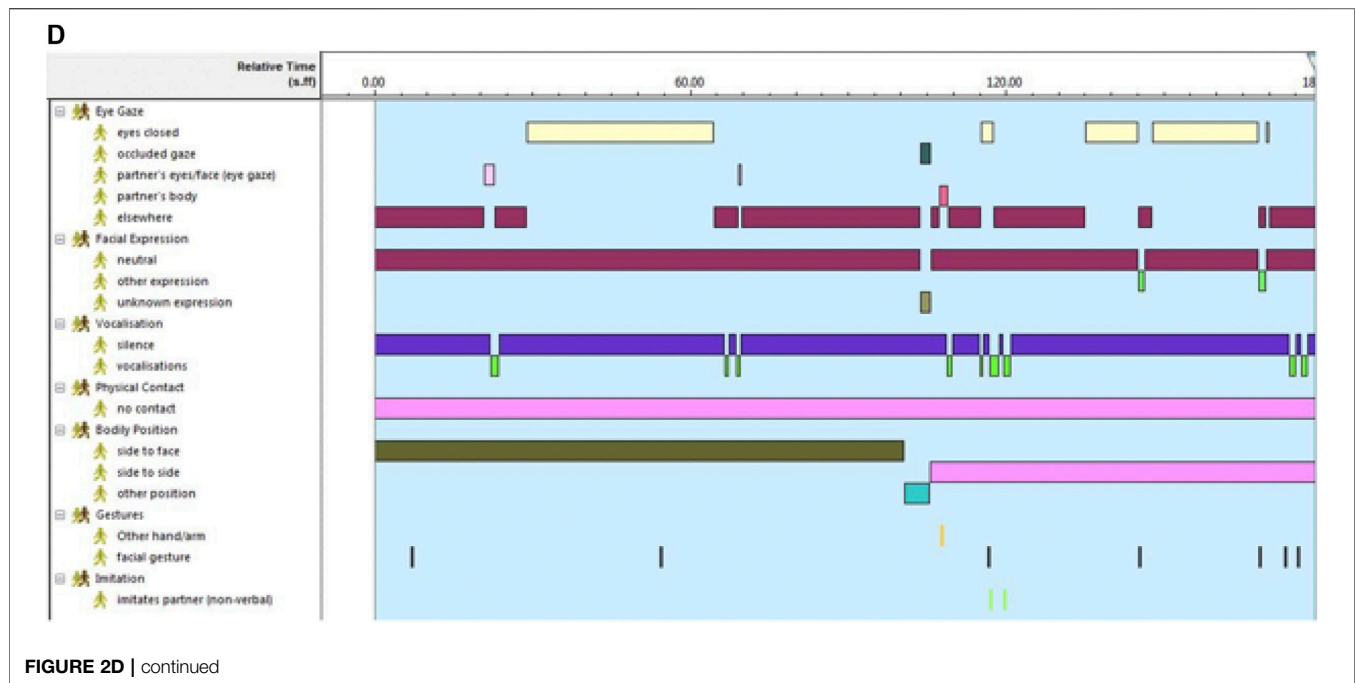 D
Relative Time
(s.ff)
0.00 60.00 120.00 18
Eye Gaze
eyes closed
occluded gaze
partner's eyes/face (eye gaze)
partner's body
elsewhere
Facial Expression
neutral
other expression
unknown expression
Vocalisation
silence
vocalisations
Physical Contact
no contact
Bodily Position
side to face
side to side
other position
Gestures
Other hand/arm
facial gesture
Imitation
imitates partner (non-verbal)
FIGURE 2D | continued